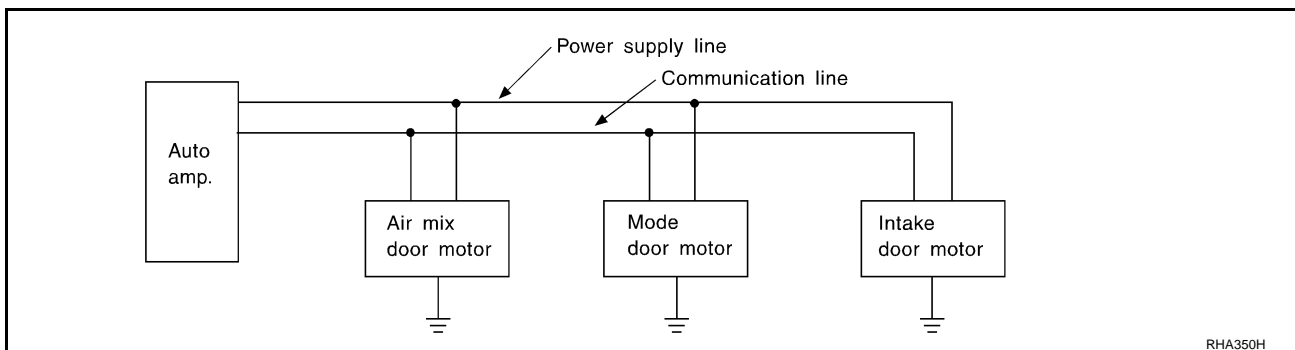 Power supply line
Communication line
Auto
amp.
Air mix
door motor
Mode
door motor
Intake
door motor
RHA350H